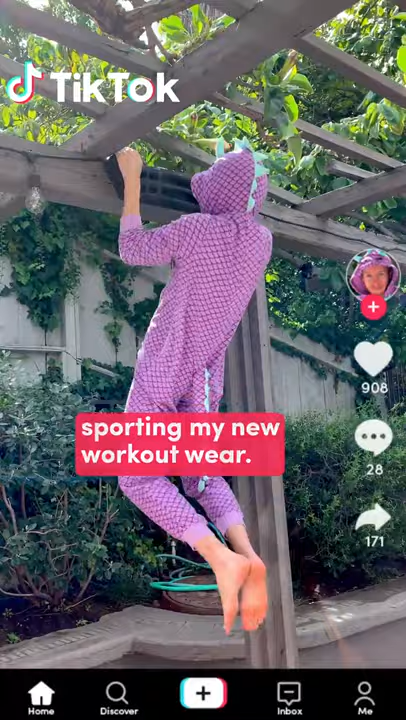 TikTok
908
sporting my new
workout wear.
28
171
Home
Discover
Inbox
Me